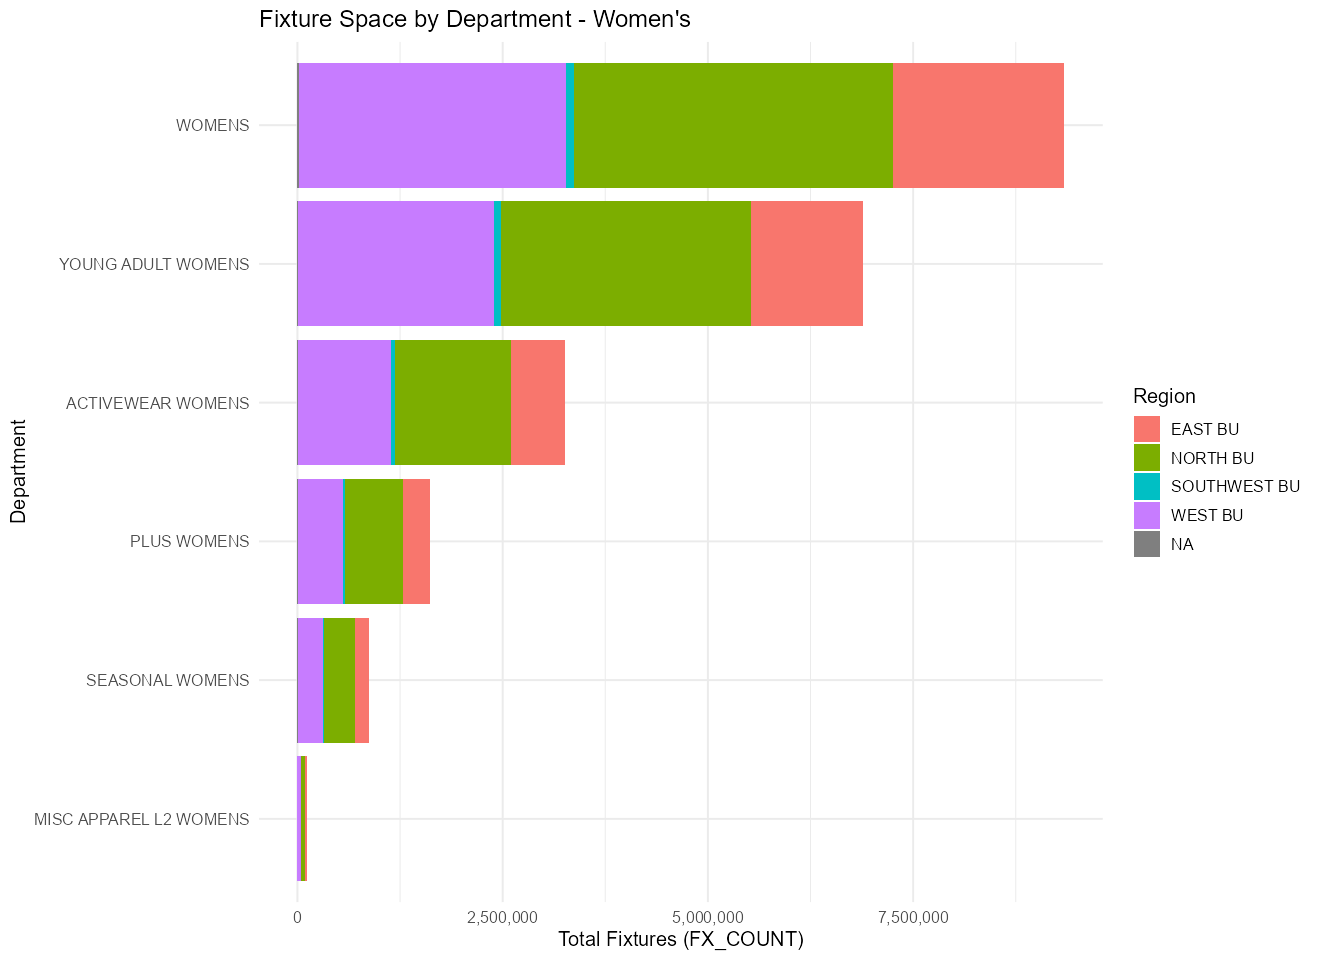 Fixture Space by Department - Women's
WOMENS
YOUNG ADULT WOMENS
ACTIVEWEAR WOMENS
PLUS WOMENS
SEASONAL WOMENS
MISC APPAREL L2 WOMENS
Department
0
2,500,000
5,000,000
7,500,000
Total Fixtures (FX_COUNT)
Region
EAST BU
NORTH BU
SOUTHWEST BU
WEST BU
NA